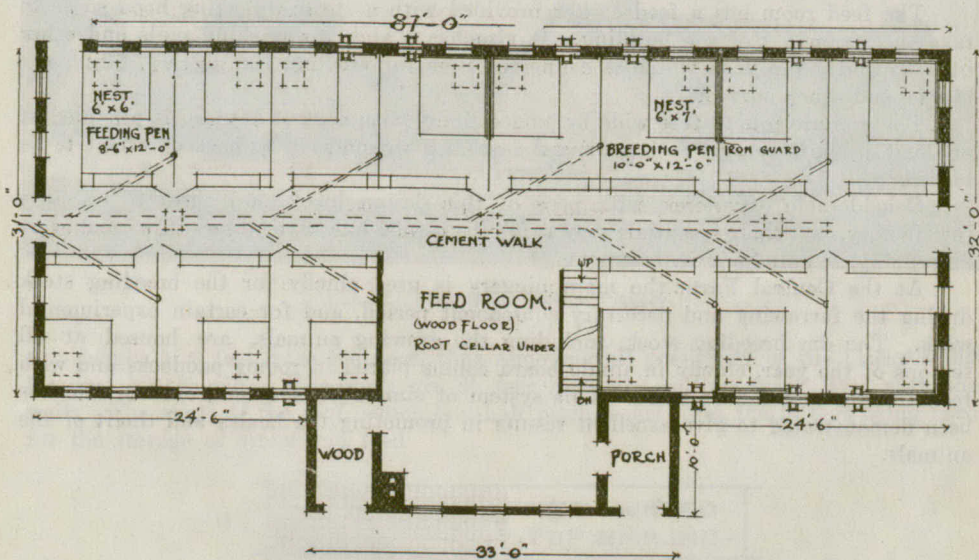 87'-0"
NEST
6'x6'
FEEDING PEN
8'-6"x12'-0"
NEST
6'x7'
BREEDING PEN
10'-0"x12'-0"
IRON GUARD
32'-0"
CEMENT WALK
UP
FEED ROOM.
(WOOD FLOOR)
ROOT CELLAR UNDER
DN
24'-6"
24'-6"
WOOD
PORCH
10'-0"
33'-0"